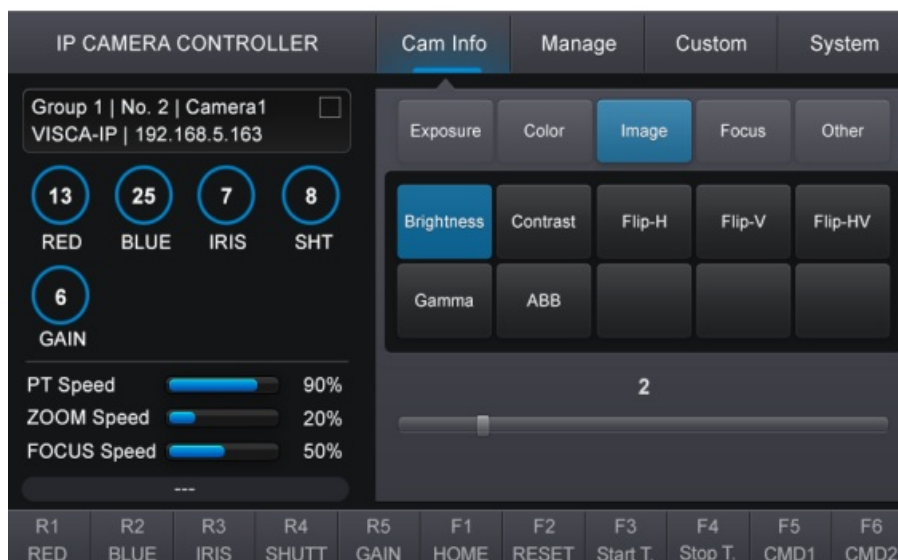 IP CAMERA CONTROLLER
Cam Info Manage Custom System
Group 1 | No. 2 | Camera1
VISCA-IP | 192.168.5.163
13 25 7 8
RED BLUE IRIS SHT
6
GAIN
PT Speed 90%
ZOOM Speed 20%
FOCUS Speed 50%
---
Exposure Color Image Focus Other
Brightness Contrast Flip-H Flip-V Flip-HV
Gamma ABB
2
R1 R2 R3 R4 R5 F1 F2 F3 F4 F5 F6
RED BLUE IRIS SHUTT GAIN HOME RESET Start T. Stop T. CMD1 CMD2